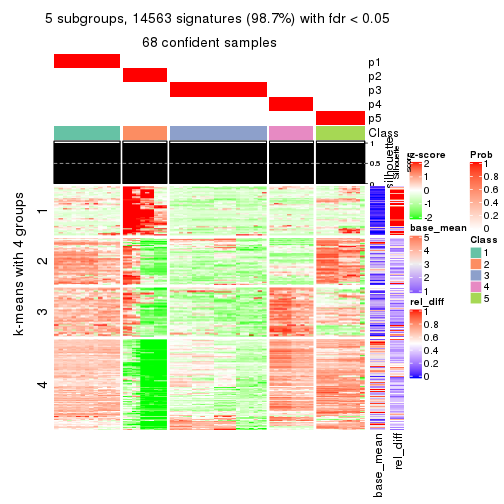 5 subgroups, 14563 signatures (98.7%) with fdr < 0.05
68 confident samples
p1
p2
p3
p4
p5
Class
1
0.5
0
silhouette
Silhouette
score
k-means with 4 groups
1
2
3
4
base_mean
rel_diff
z-score
2
1
0
-1
-2
base_mean
5
4
3
2
1
rel_diff
1
0.8
0.6
0.4
0.2
0
Prob
1
0.8
0.6
0.4
0.2
0
Class
1
2
3
4
5